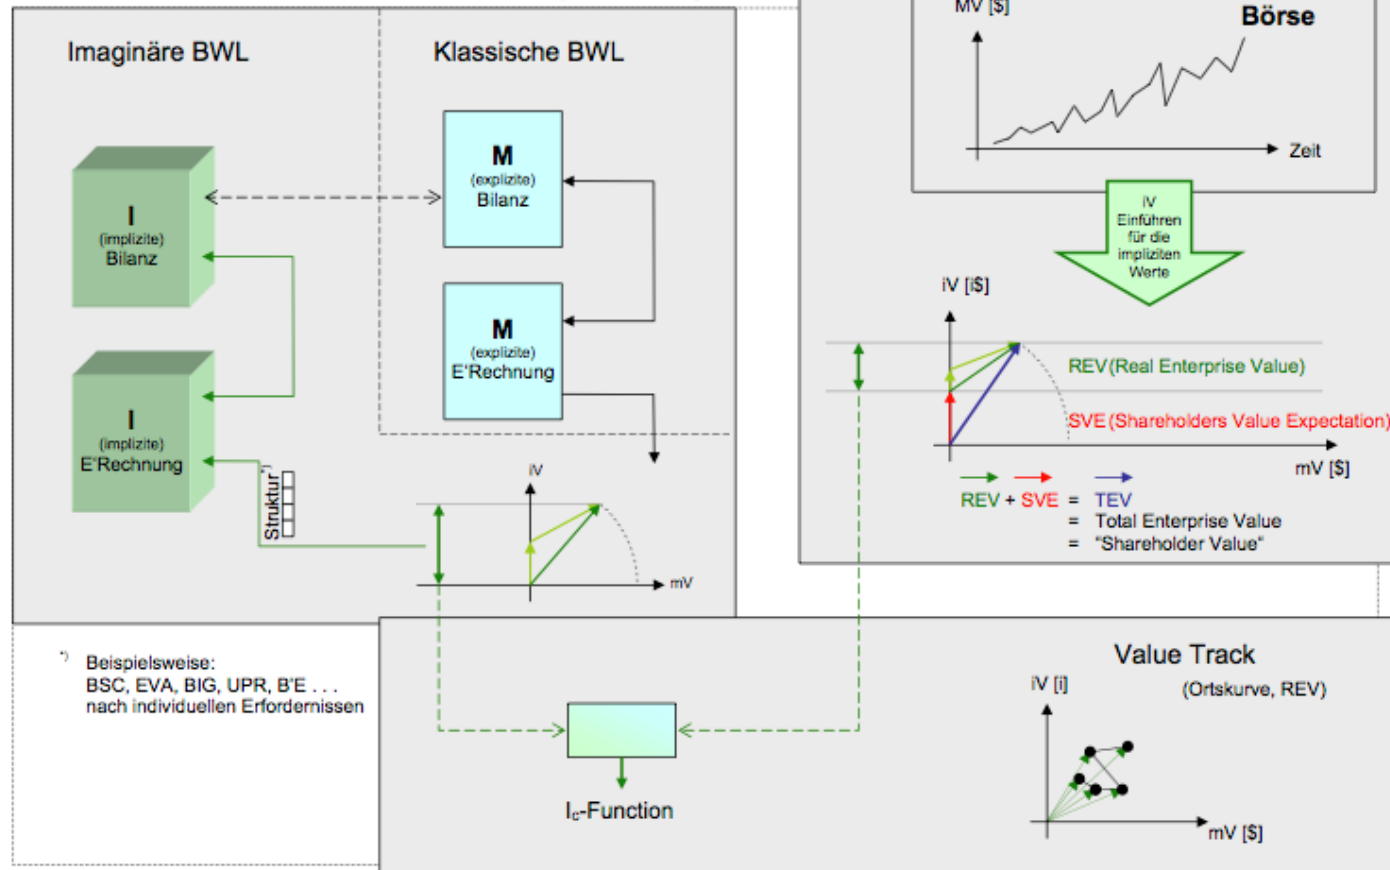 Imaginäre BWL
Klassische BWL
I
(implizite)
Bilanz
M
(explizite)
Bilanz
I
(implizite)
E'Rechnung
M
(explizite)
E'Rechnung
Struktur*)
iV
mV
*) Beispielsweise:
BSC, EVA, BIG, UPR, B'E . . .
nach individuellen Erfordernissen
MV [$]
Börse
Zeit
iV
Einführen
für die
impliziten
Werte
iV [i$]
REV (Real Enterprise Value)
SVE (Shareholders Value Expectation)
mV [$]
REV + SVE = TEV
= Total Enterprise Value
= "Shareholder Value"
Ic-Function
Value Track
(Ortskurve, REV)
iV [i]
mV [$]